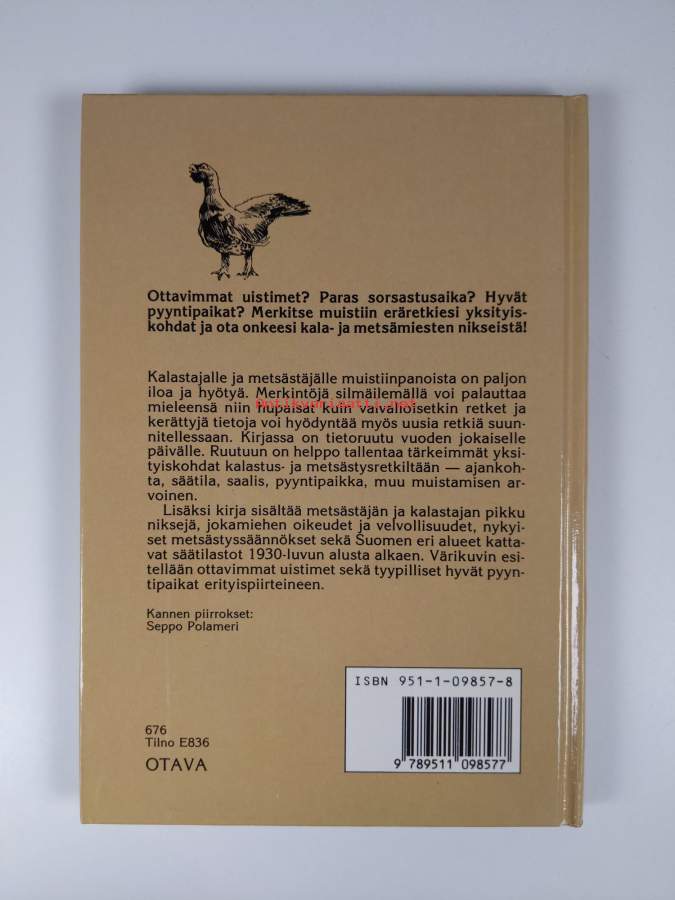 Ottavimmat uistimet? Paras sorsastusaika? Hyvät
pyyntipaikat? Merkitse muistiin eräretkiesi yksityis-
kohdat ja ota onkeesi kala- ja metsämiesten nikseistä!
Kalastajalle ja metsästäjälle muistiinpanoista on paljon
iloa ja hyötyä. Merkintöjä silmäilemällä voi palauttaa
mieleensä niin hupaisat kuin vaivalloisetkin retket ja
kerättyjä tietoja voi hyödyntää myös uusia retkiä suun-
nitellessaan. Kirjassa on tietoruutu vuoden jokaiselle
päivälle. Ruutuun on helppo tallentaa tärkeimmät yksi-
tyiskohdat kalastus- ja metsästysretkiltään — ajankoh-
ta, säätila, saalis, pyyntipaikka, muu muistamisen ar-
voinen.
Lisäksi kirja sisältää metsästäjän ja kalastajan pikku
niksejä, jokamiehen oikeudet ja velvollisuudet, nykyi-
set metsästyssäännökset sekä Suomen eri alueet katta-
vat säätilastot 1930-luvun alusta alkaen. Värikuvin esi-
tellään ottavimmat uistimet sekä tyypilliset hyvät pyyn-
tipaikat erityispiirteineen.
Kannen piirrokset:
Seppo Polameri
ISBN 951-1-09857-8
9 789511 098577
676
Tilno E836
OTAVA
Antikvariaatti.net